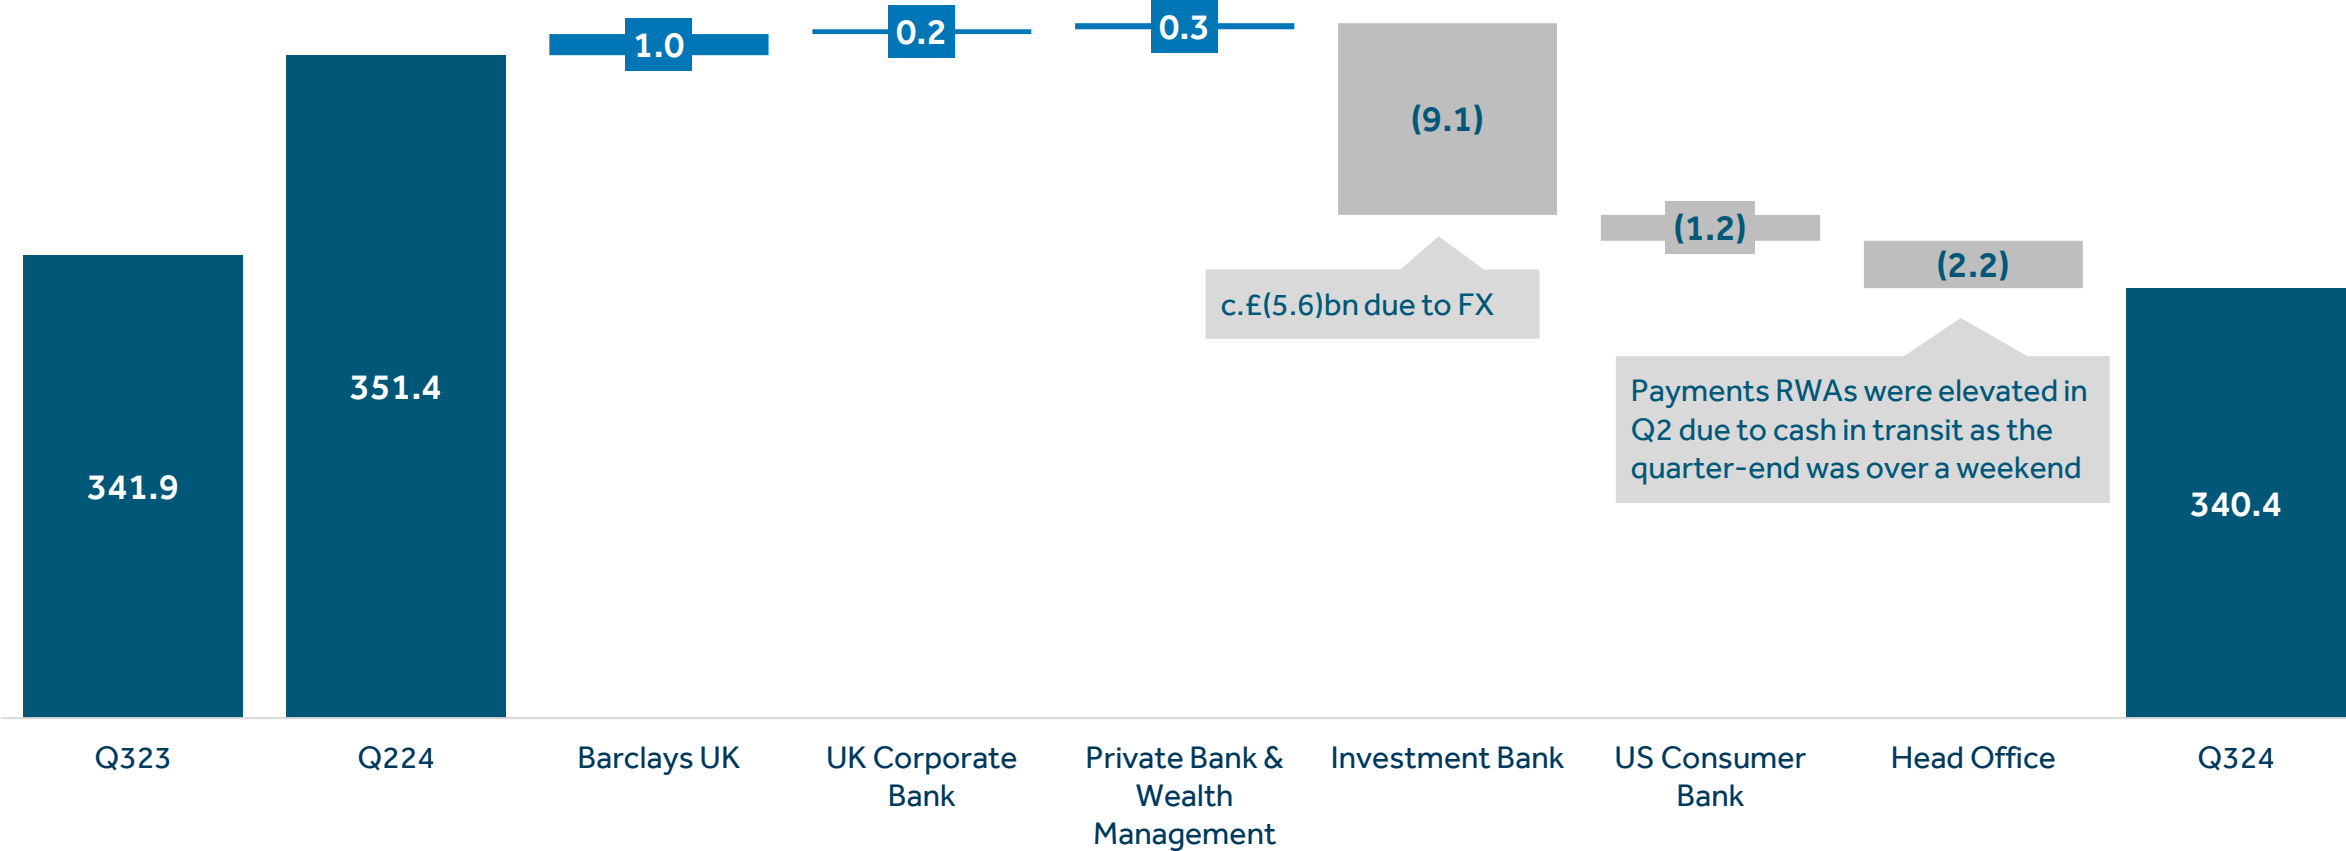 1.0
0.2
0.3
(9.1)
(1.2)
(2.2)
c.£(5.6)bn due to FX
Payments RWAs were elevated in
Q2 due to cash in transit as the
quarter-end was over a weekend
341.9
351.4
340.4
Q323
Q224
Barclays UK
UK Corporate
Bank
Private Bank &
Wealth
Management
Investment Bank
US Consumer
Bank
Head Office
Q324